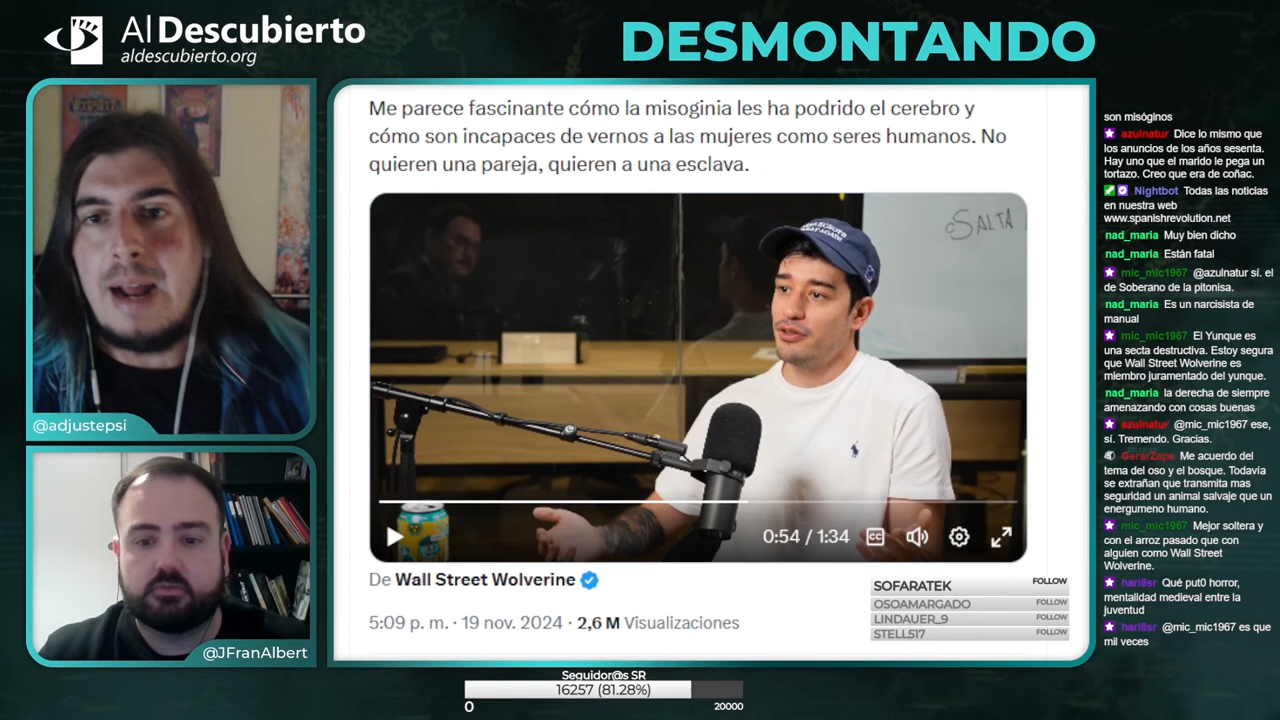 Al Descubierto
aldescubierto.org
DESMONTANDO
@adjustepsi
@JFranAlbert
Me parece fascinante cómo la misoginia les ha podrido el cerebro y
cómo son incapaces de vernos a las mujeres como seres humanos. No
quieren una pareja, quieren a una esclava.
SALTA
0:54 / 1:34
CC
De Wall Street Wolverine
5:09 p. m. · 19 nov. 2024 · 2,6 M Visualizaciones
SOFARATEK FOLLOW
OSOAMARGADO FOLLOW
LINDAUER_9 FOLLOW
STELL517 FOLLOW
son misóginos
azulnatur Dice lo mismo que
los anuncios de los años sesenta.
Hay uno que el marido le pega un
tortazo. Creo que era de coñac.
Nightbot Todas las noticias
en nuestra web
www.spanishrevolution.net
nad_maria Muy bien dicho
nad_maria Están fatal
mic_mic1967 @azulnatur sí. el
de Soberano de la pitonisa.
nad_maria Es un narcisista de
manual
mic_mic1967 El Yunque es
una secta destructiva. Estoy segura
que Wall Street Wolverine es
miembro juramentado del yunque.
nad_maria la derecha de siempre
amenazando con cosas buenas
azulnatur @mic_mic1967 ese,
sí. Tremendo. Gracias.
GerarZape Me acuerdo del
tema del oso y el bosque. Todavía
se extrañan que transmita mas
seguridad un animal salvaje que un
energumeno humano.
mic_mic1967 Mejor soltera y
con el arroz pasado que con
alguien como Wall Street
Wolverine.
hari8sr Qué put0 horror,
mentalidad medieval entre la
juventud
hari8sr @mic_mic1967 es que
mil veces
Seguidor@s SR
16257 (81.28%)
0 20000